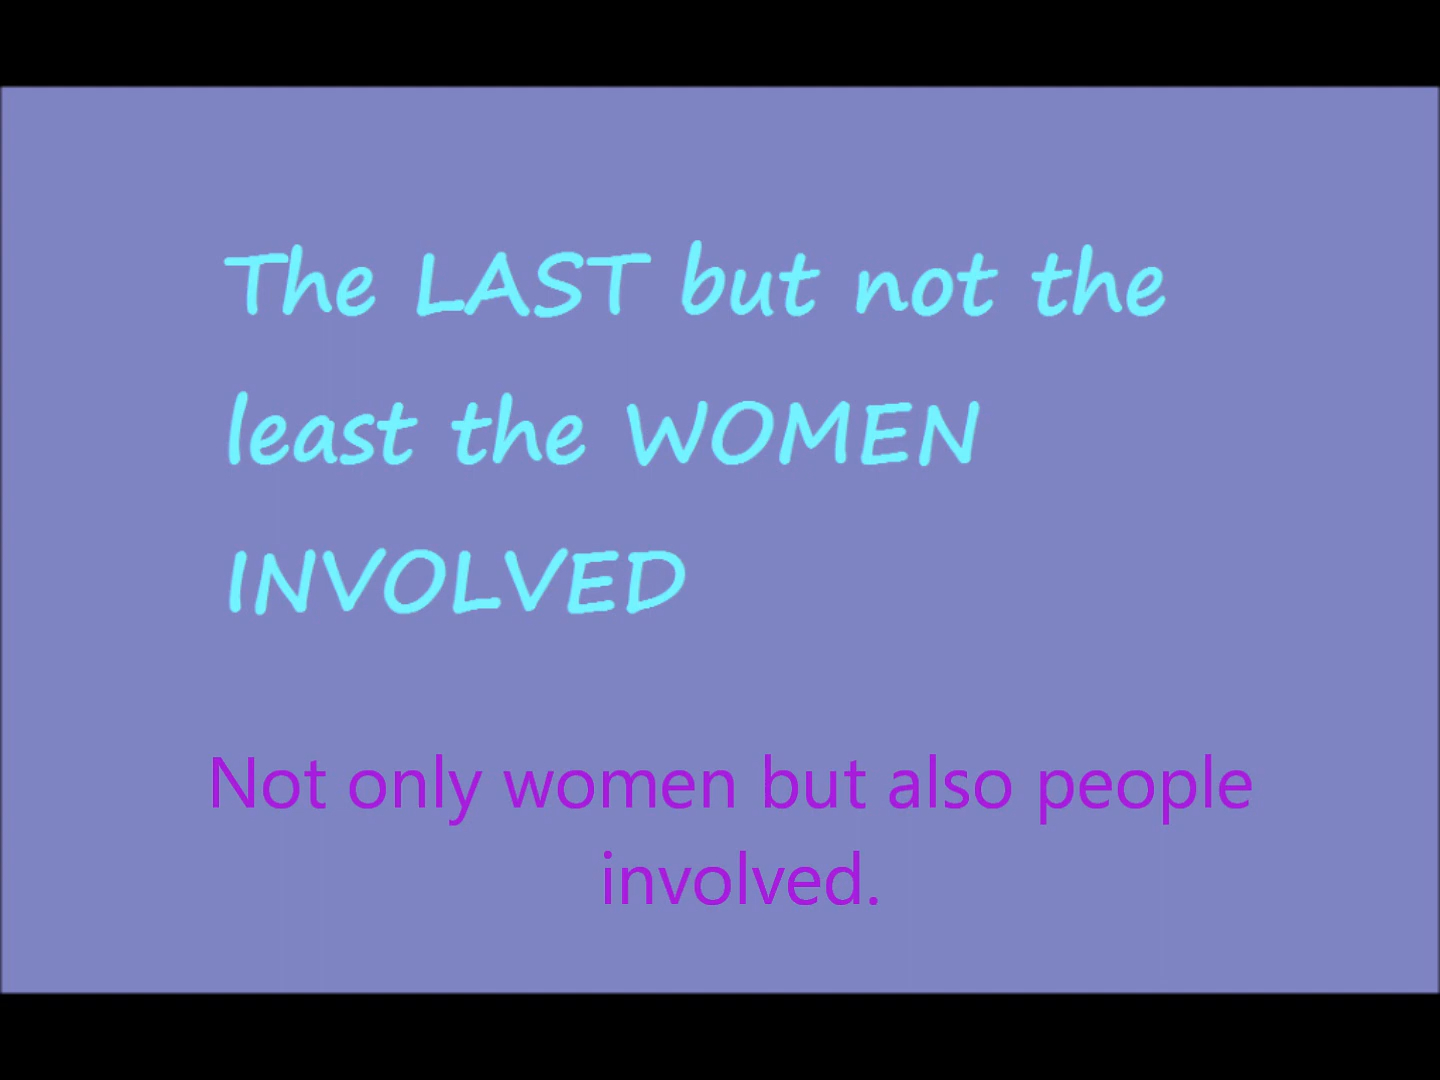 The LAST but not the
least the WOMEN
INVOLVED
Not only women but also people
involved.